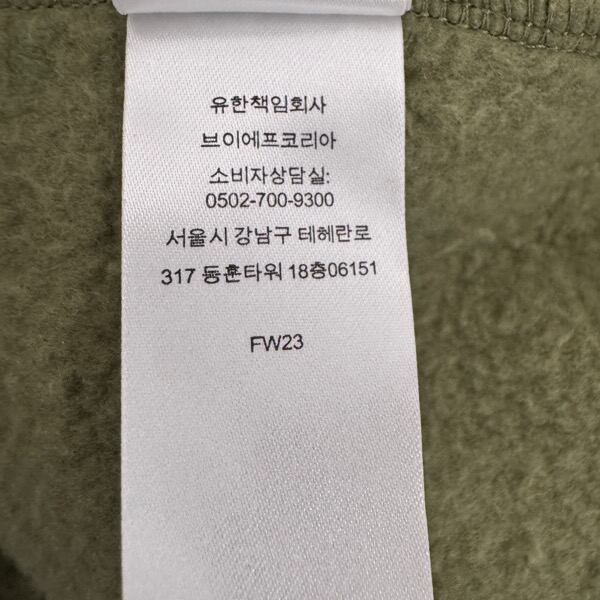 유한책임회사
브이에프코리아
소비자상담실:
0502-700-9300
서울시 강남구 테헤란로
317 동훈타워 18층06151
FW23